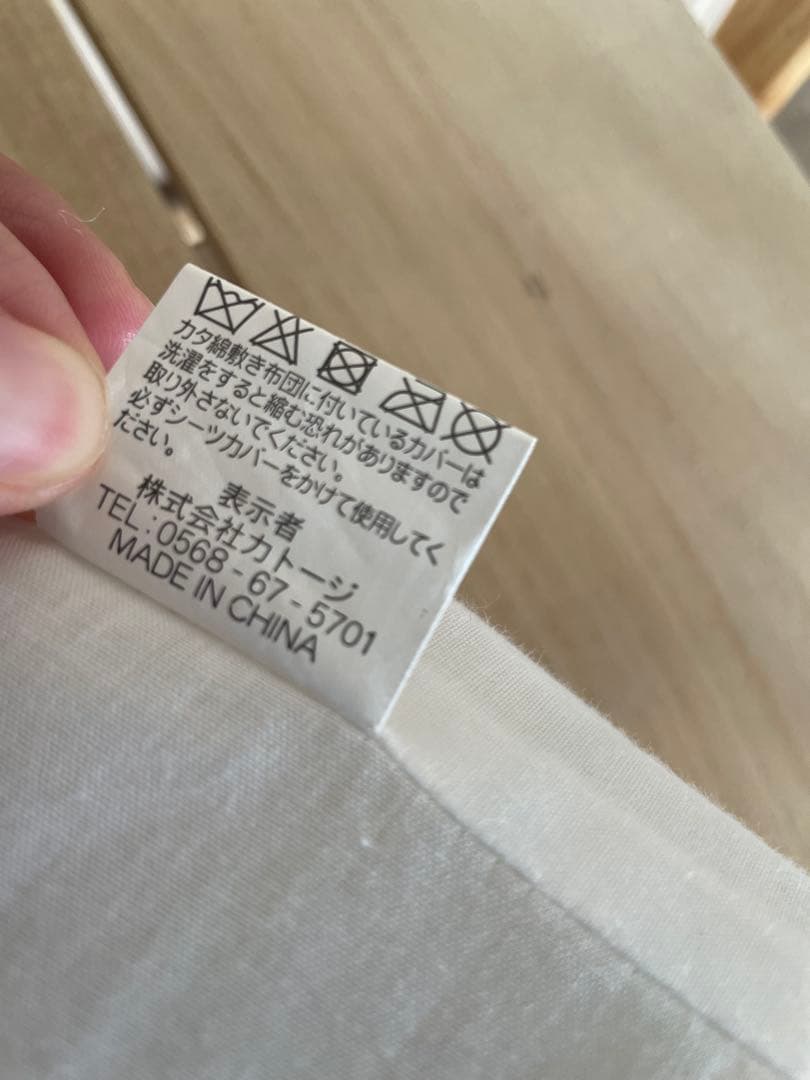 カタ綿敷き布団に付いているカバーは
洗濯をすると縮む恐れがありますので
取り外さないでください。
必ずシーツカバーをかけて使用してく
ださい。
表示者
株式会社カトージ
TEL:0568-67-5701
MADE IN CHINA